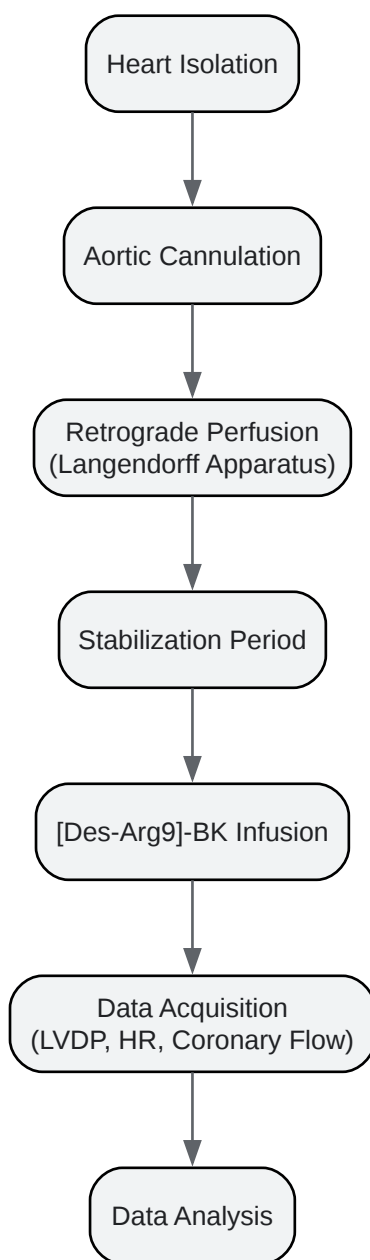 Heart Isolation
Aortic Cannulation
Retrograde Perfusion
(Langendorff Apparatus)
Stabilization Period
[Des-Arg9]-BK Infusion
Data Acquisition
(LVDP, HR, Coronary Flow)
Data Analysis